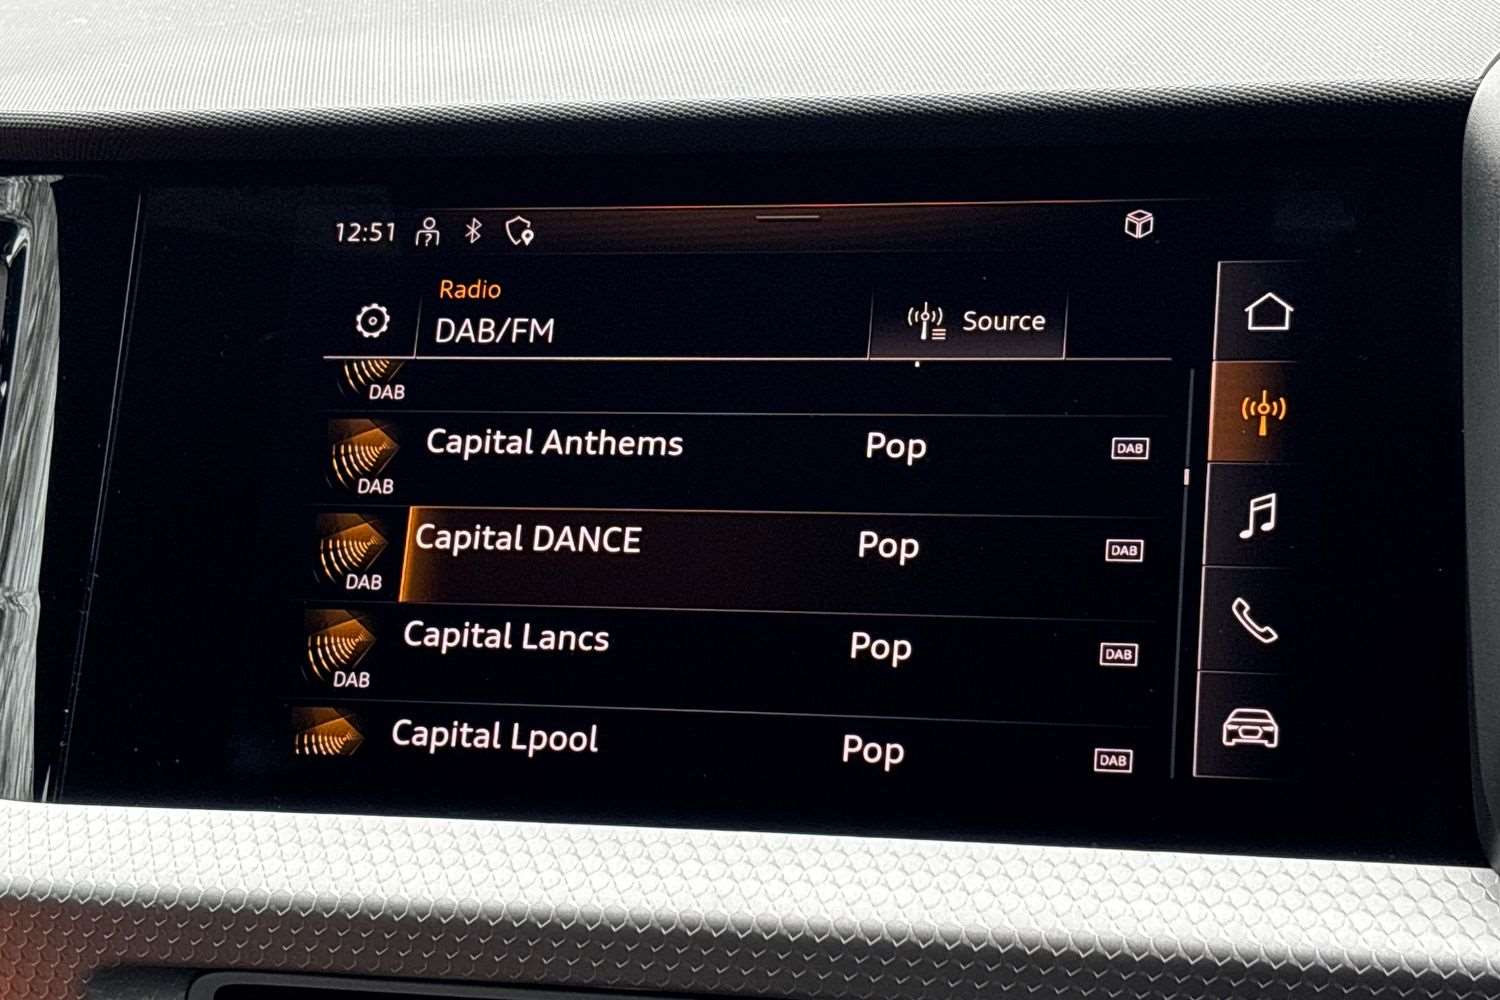 12:51
Radio
DAB/FM
Source
DAB
Capital Anthems Pop DAB
DAB
Capital DANCE Pop DAB
DAB
Capital Lancs Pop DAB
DAB
Capital Lpool Pop DAB